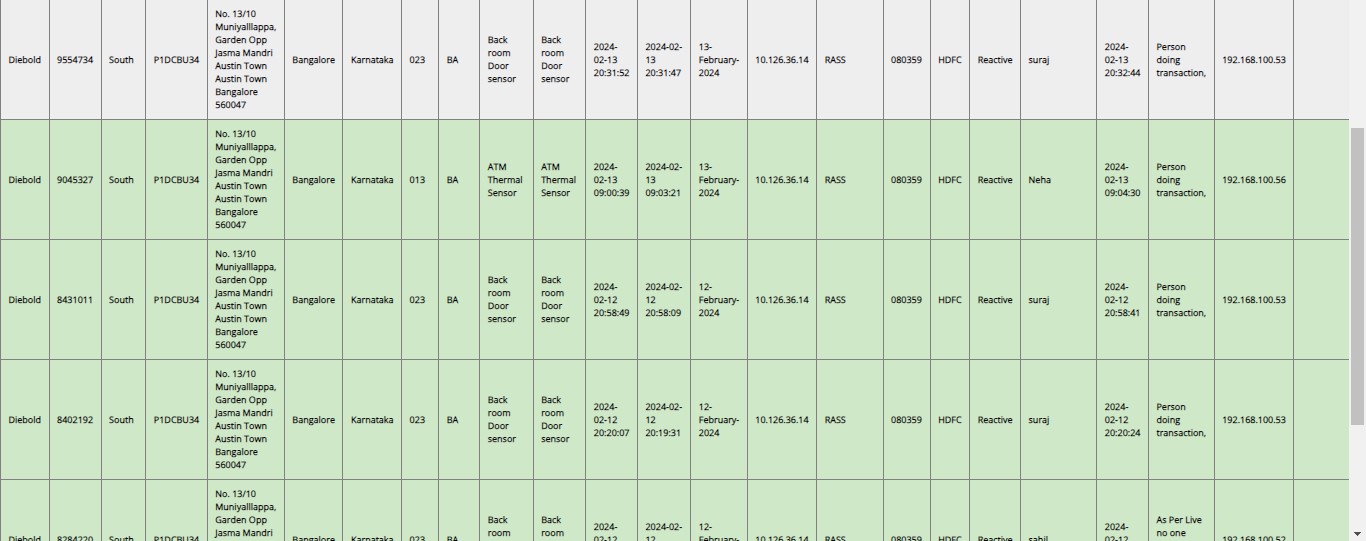 Diebold 9554734 South P1DCBU34 No. 13/10 Muniyalllappa, Garden Opp Jasma Mandri Austin Town Austin Town Bangalore 560047 Bangalore Karnataka 023 BA Back room Door sensor Back room Door sensor 2024-02-13 20:31:52 2024-02-13 20:31:47 13-February-2024 10.126.36.14 RASS 080359 HDFC Reactive suraj 2024-02-13 20:32:44 Person doing transaction, 192.168.100.53
Diebold 9045327 South P1DCBU34 No. 13/10 Muniyalllappa, Garden Opp Jasma Mandri Austin Town Austin Town Bangalore 560047 Bangalore Karnataka 013 BA ATM Thermal Sensor ATM Thermal Sensor 2024-02-13 09:00:39 2024-02-13 09:03:21 13-February-2024 10.126.36.14 RASS 080359 HDFC Reactive Neha 2024-02-13 09:04:30 Person doing transaction, 192.168.100.56
Diebold 8431011 South P1DCBU34 No. 13/10 Muniyalllappa, Garden Opp Jasma Mandri Austin Town Austin Town Bangalore 560047 Bangalore Karnataka 023 BA Back room Door sensor Back room Door sensor 2024-02-12 20:58:49 2024-02-12 20:58:09 12-February-2024 10.126.36.14 RASS 080359 HDFC Reactive suraj 2024-02-12 20:58:41 Person doing transaction, 192.168.100.53
Diebold 8402192 South P1DCBU34 No. 13/10 Muniyalllappa, Garden Opp Jasma Mandri Austin Town Austin Town Bangalore 560047 Bangalore Karnataka 023 BA Back room Door sensor Back room Door sensor 2024-02-12 20:20:07 2024-02-12 20:19:31 12-February-2024 10.126.36.14 RASS 080359 HDFC Reactive suraj 2024-02-12 20:20:24 Person doing transaction, 192.168.100.53
Diebold 8284220 South P1DCBU34 No. 13/10 Muniyalllappa, Garden Opp Jasma Mandri Bangalore Karnataka 023 BA Back room Back room 2024-02-12 2024-02-12 12- 10.126.36.14 RASS 080359 HDFC Reactive sahil 2024-02-12 As Per Live no one 192.168.100.52